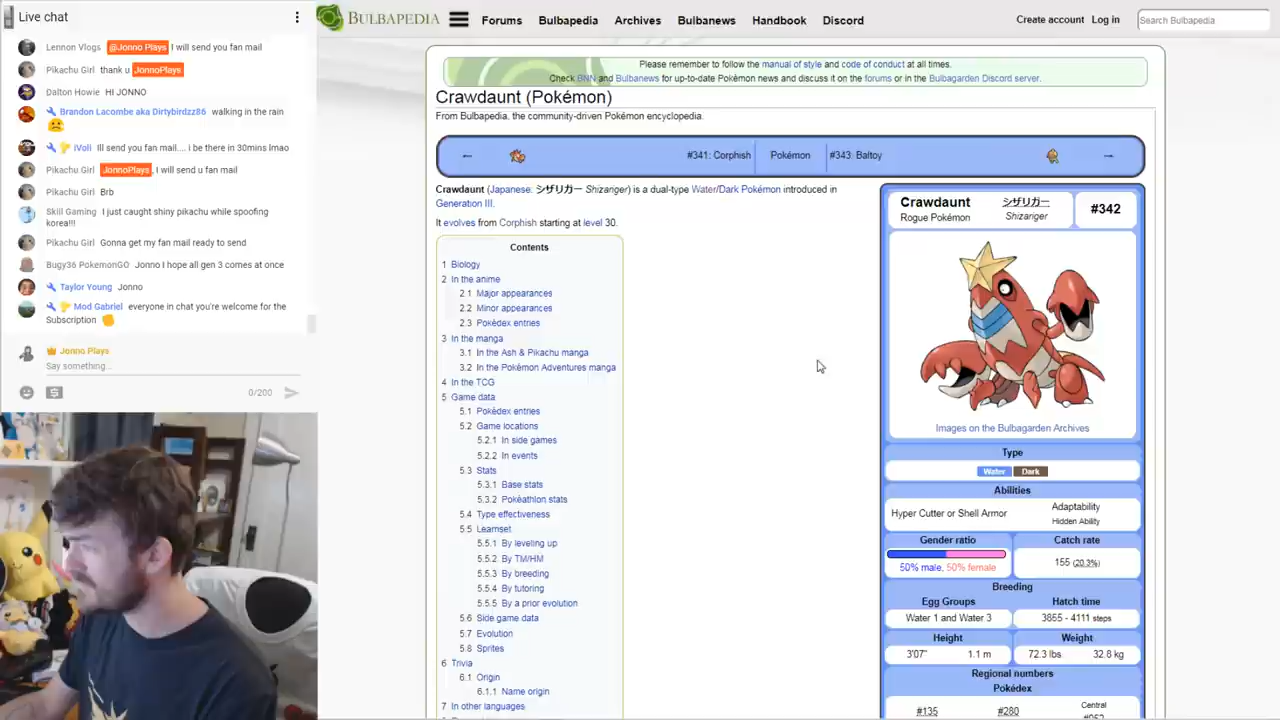 Live chat
Lennon Vlogs @Jonno Plays I will send you fan mail
Pikachu Girl thank u JonnoPlays
Dalton Howie HI JONNO
Brandon Lacombe aka Dirtybirdzz86 walking in the rain
iVoli Ill send you fan mail.... i be there in 30mins lmao
Pikachu Girl JonnoPlays I will send u fan mail
Pikachu Girl Brb
Skiil Gaming I just caught shiny pikachu while spoofing
korea!!!
Pikachu Girl Gonna get my fan mail ready to send
Bugy36 PokemonGO Jonno I hope all gen 3 comes at once
Taylor Young Jonno
Mod Gabriel everyone in chat you're welcome for the
Subscription
Jonno Plays
Say something...
0/200
BULBAPEDIA Forums Bulbapedia Archives Bulbanews Handbook Discord Create account Log in Search Bulbapedia
Please remember to follow the manual of style and code of conduct at all times.
Check BNN and Bulbanews for up-to-date Pokémon news and discuss it on the forums or in the Bulbagarden Discord server.
Crawdaunt (Pokémon)
From Bulbapedia, the community-driven Pokémon encyclopedia.
← #341: Corphish Pokémon #343: Baltoy →
Crawdaunt (Japanese: シザリガー Shizariger) is a dual-type Water/Dark Pokémon introduced in
Generation III.
It evolves from Corphish starting at level 30.
Contents
1 Biology
2 In the anime
2.1 Major appearances
2.2 Minor appearances
2.3 Pokédex entries
3 In the manga
3.1 In the Ash & Pikachu manga
3.2 In the Pokémon Adventures manga
4 In the TCG
5 Game data
5.1 Pokédex entries
5.2 Game locations
5.2.1 In side games
5.2.2 In events
5.3 Stats
5.3.1 Base stats
5.3.2 Pokéathlon stats
5.4 Type effectiveness
5.5 Learnset
5.5.1 By leveling up
5.5.2 By TM/HM
5.5.3 By breeding
5.5.4 By tutoring
5.5.5 By a prior evolution
5.6 Side game data
5.7 Evolution
5.8 Sprites
6 Trivia
6.1 Origin
6.1.1 Name origin
7 In other languages
Crawdaunt シザリガー #342
Rogue Pokémon Shizariger
Images on the Bulbagarden Archives
Type
Water Dark
Abilities
Hyper Cutter or Shell Armor Adaptability
Hidden Ability
Gender ratio Catch rate
50% male, 50% female 155 (20.3%)
Breeding
Egg Groups Hatch time
Water 1 and Water 3 3855 - 4111 steps
Height Weight
3'07" 1.1 m 72.3 lbs 32.8 kg
Regional numbers
Pokédex
#135 #280 Central